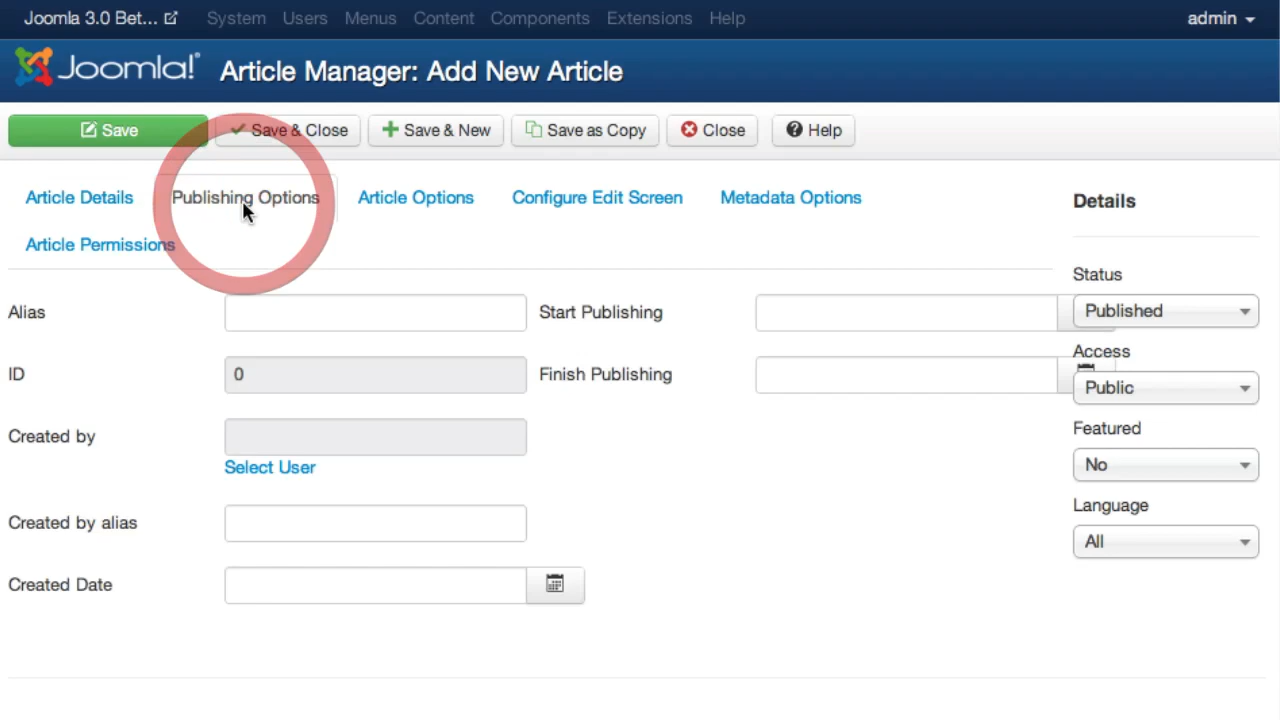 Joomla 3.0 Bet... System Users Menus Content Components Extensions Help admin
Joomla!® Article Manager: Add New Article
Save Save & Close Save & New Save as Copy Close Help
Article Details Publishing Options Article Options Configure Edit Screen Metadata Options
Article Permissions
Details
Alias Start Publishing
ID 0 Finish Publishing
Created by
Select User
Created by alias
Created Date
Status
Published
Access
Public
Featured
No
Language
All